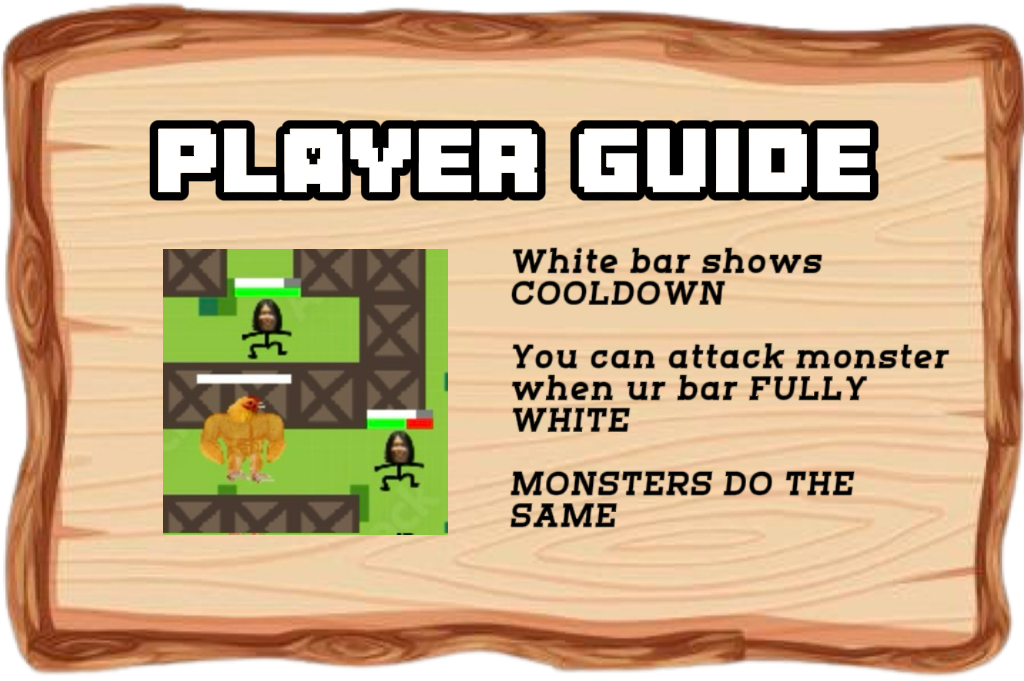 PLAYER GUIDE
White bar shows
COOLDOWN
You can attack monster
when ur bar FULLY
WHITE
MONSTERS DO THE
SAME